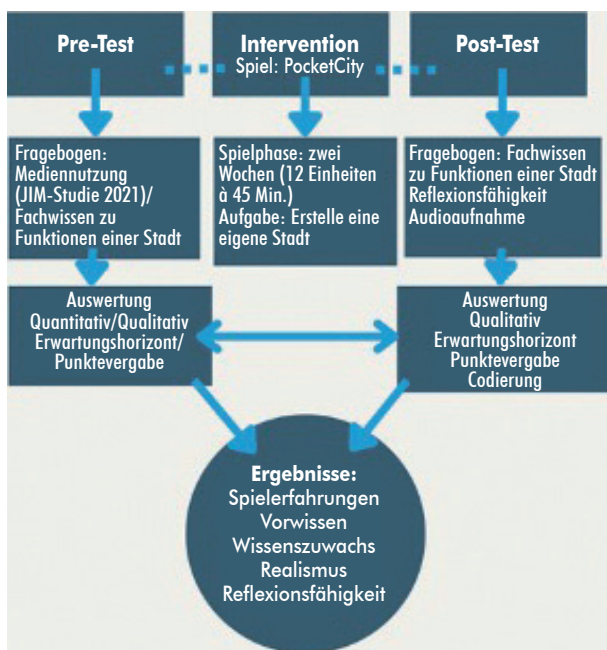 Pre-Test
Intervention
Spiel: PocketCity
Post-Test
Fragebogen:
Mediennutzung
(JIM-Studie 2021)/
Fachwissen zu
Funktionen einer Stadt
Spielphase: zwei
Wochen (12 Einheiten
à 45 Min.)
Aufgabe: Erstelle eine
eigene Stadt
Fragebogen: Fachwissen
zu Funktionen einer Stadt
Reflexionsfähigkeit
Audioaufnahme
Auswertung
Quantitativ/Qualitativ
Erwartungshorizont/
Punktevergabe
Auswertung
Qualitativ
Erwartungshorizont
Punktevergabe
Codierung
Ergebnisse:
Spielerfahrungen
Vorwissen
Wissenszuwachs
Realismus
Reflexionsfähigkeit